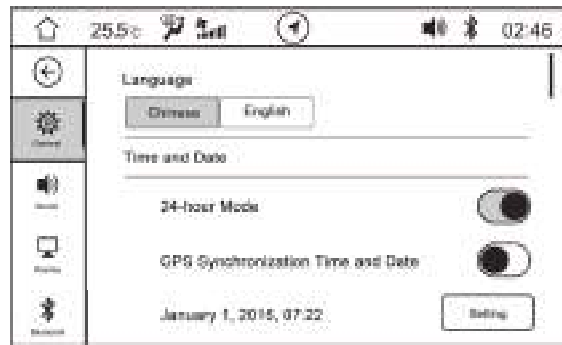 25.5℃ 02:46
Language
Chinese English
Time and Date
24-hour Mode
GPS Synchronization Time and Date
January 1, 2015, 07:22 Setting